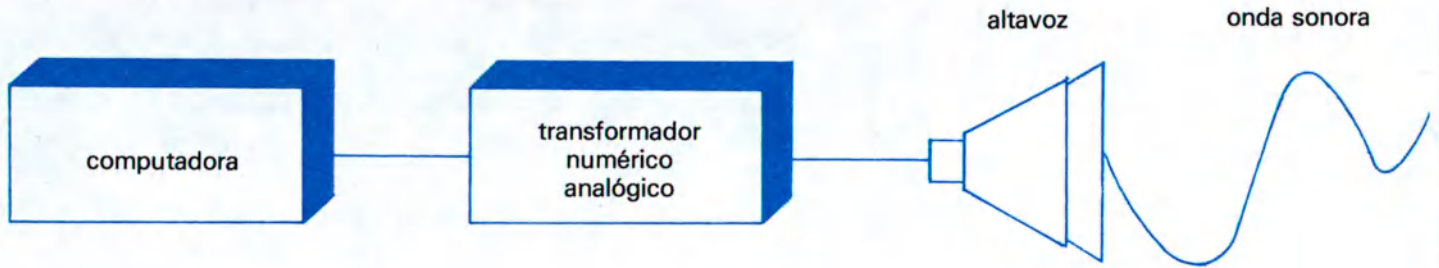 altavoz
onda sonora
computadora
transformador
numérico
analógico